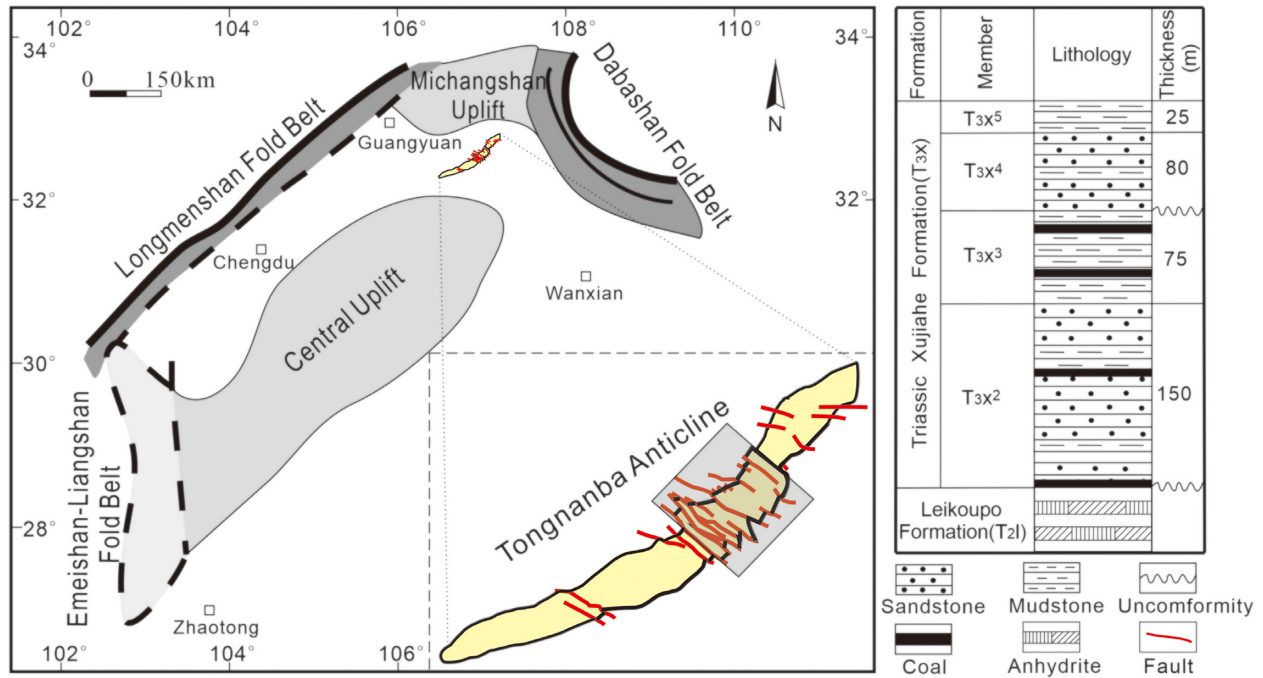 102°
104°
106°
108°
110°
34°
34°
0 150km
Michangshan
Uplift
Dabashan Fold Belt
N
Guangyuan
Longmenshan Fold Belt
32°
32°
Chengdu
Wanxian
Central Uplift
30°
Emeishan-Liangshan
Fold Belt
Tongnanba Anticline
28°
Zhaotong
102°
104°
106°
Formation
Member
Lithology
Thickness
(m)
Triassic Xujiahe Formation(T3x)
T3x5
25
T3x4
80
T3x3
75
T3x2
150
Leikoupo
Formation(T2l)
Sandstone
Mudstone
Uncomformity
Coal
Anhydrite
Fault